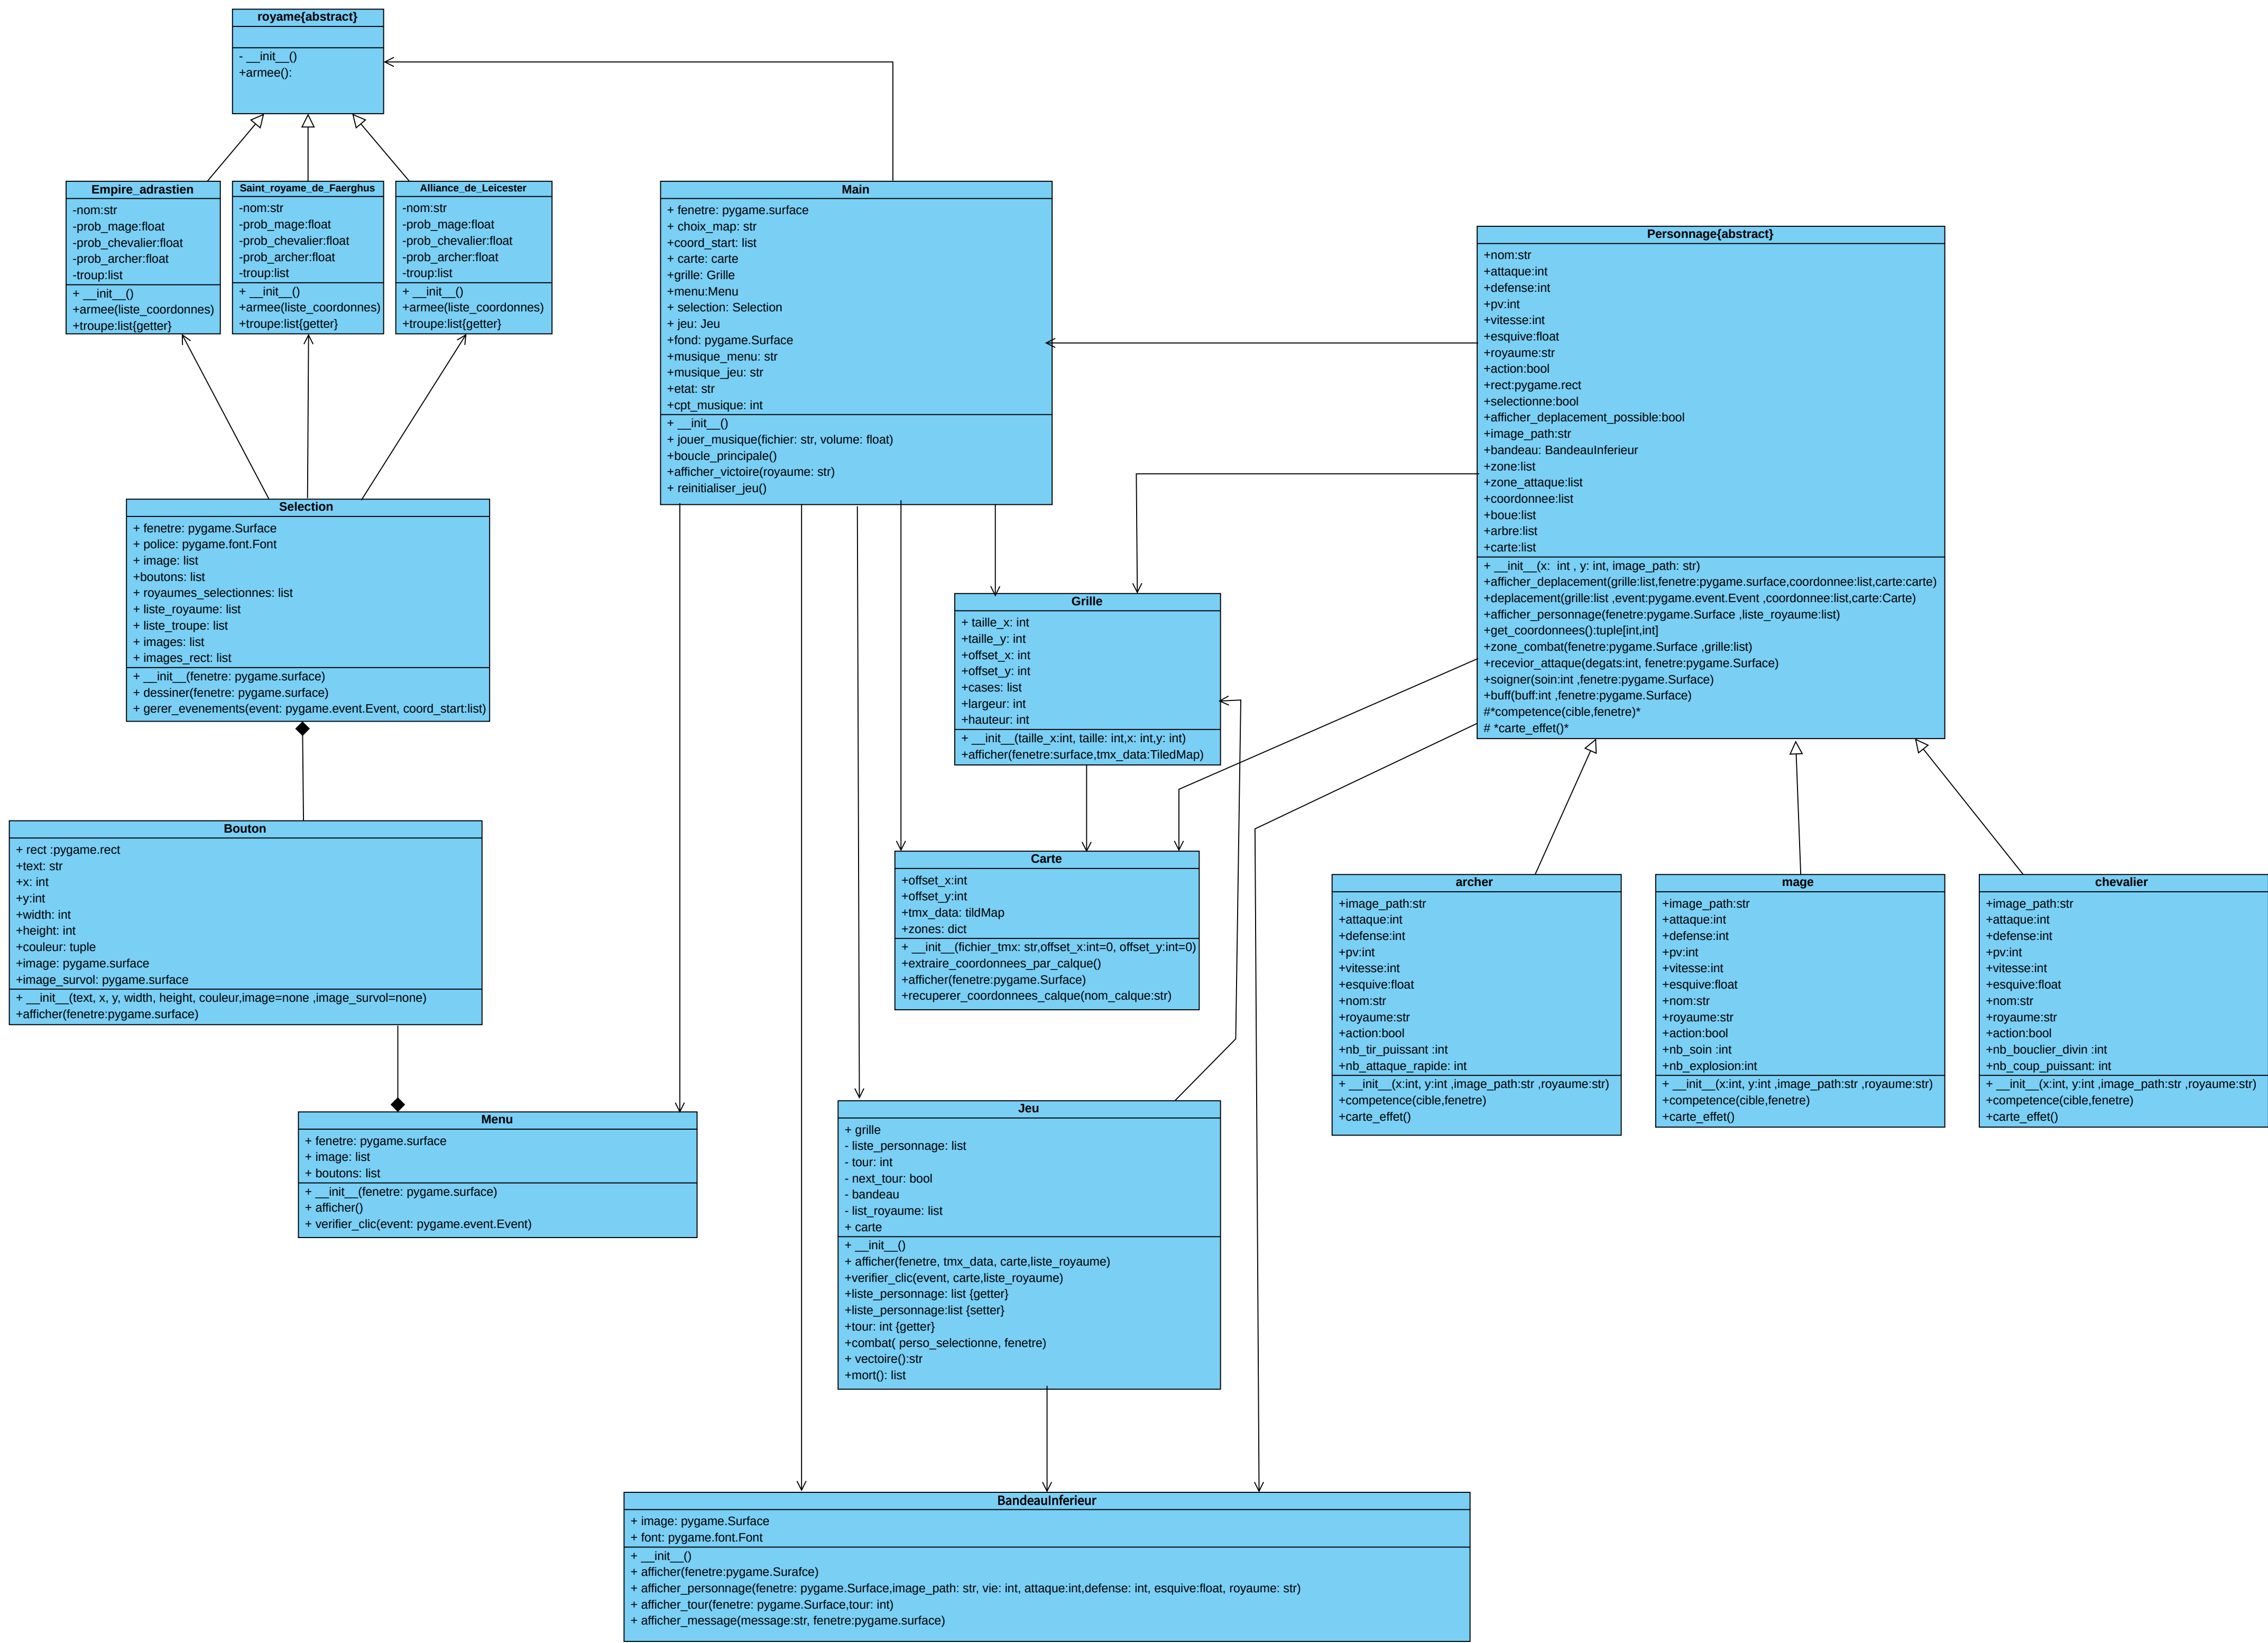 royame{abstract}
- __init__()
+armee():
Empire_adrastien
-nom:str
-prob_mage:float
-prob_chevalier:float
-prob_archer:float
-troup:list
+ __init__()
+armee(liste_coordonnes)
+troupe:list{getter}
Saint_royame_de_Faerghus
-nom:str
-prob_mage:float
-prob_chevalier:float
-prob_archer:float
-troup:list
+ __init__()
+armee(liste_coordonnes)
+troupe:list{getter}
Alliance_de_Leicester
-nom:str
-prob_mage:float
-prob_chevalier:float
-prob_archer:float
-troup:list
+ __init__()
+armee(liste_coordonnes)
+troupe:list{getter}
Main
+ fenetre: pygame.surface
+ choix_map: str
+coord_start: list
+ carte: carte
+grille: Grille
+menu:Menu
+ selection: Selection
+ jeu: Jeu
+fond: pygame.Surface
+musique_menu: str
+musique_jeu: str
+etat: str
+cpt_musique: int
+ __init__()
+ jouer_musique(fichier: str, volume: float)
+boucle_principale()
+afficher_victoire(royaume: str)
+ reinitialiser_jeu()
Personnage{abstract}
+nom:str
+attaque:int
+defense:int
+pv:int
+vitesse:int
+esquive:float
+royaume:str
+action:bool
+rect:pygame.rect
+selectionne:bool
+afficher_deplacement_possible:bool
+image_path:str
+bandeau: BandeauInferieur
+zone:list
+zone_attaque:list
+coordonnee:list
+boue:list
+arbre:list
+carte:list
+ __init__(x:  int , y: int, image_path: str)
+afficher_deplacement(grille:list,fenetre:pygame.surface,coordonnee:list,carte:carte)
+deplacement(grille:list ,event:pygame.event.Event ,coordonnee:list,carte:Carte)
+afficher_personnage(fenetre:pygame.Surface ,liste_royaume:list)
+get_coordonnees():tuple[int,int]
+zone_combat(fenetre:pygame.Surface ,grille:list)
+recevior_attaque(degats:int, fenetre:pygame.Surface)
+soigner(soin:int ,fenetre:pygame.Surface)
+buff(buff:int ,fenetre:pygame.Surface)
#*competence(cible,fenetre)*
# *carte_effet()*
Selection
+ fenetre: pygame.Surface
+ police: pygame.font.Font
+ image: list
+boutons: list
+ royaumes_selectionnes: list
+ liste_royaume: list
+ liste_troupe: list
+ images: list
+ images_rect: list
+ __init__(fenetre: pygame.surface)
+ dessiner(fenetre: pygame.surface)
+ gerer_evenements(event: pygame.event.Event, coord_start:list)
Grille
+ taille_x: int
+taille_y: int
+offset_x: int
+offset_y: int
+cases: list
+largeur: int
+hauteur: int
+ __init__(taille_x:int, taille: int,x: int,y: int)
+afficher(fenetre:surface,tmx_data:TiledMap)
Bouton
+ rect :pygame.rect
+text: str
+x: int
+y:int
+width: int
+height: int
+couleur: tuple
+image: pygame.surface
+image_survol: pygame.surface
+ __init__(text, x, y, width, height, couleur,image=none ,image_survol=none)
+afficher(fenetre:pygame.surface)
Carte
+offset_x:int
+offset_y:int
+tmx_data: tildMap
+zones: dict
+ __init__(fichier_tmx: str,offset_x:int=0, offset_y:int=0)
+extraire_coordonnees_par_calque()
+afficher(fenetre:pygame.Surface)
+recuperer_coordonnees_calque(nom_calque:str)
archer
+image_path:str
+attaque:int
+defense:int
+pv:int
+vitesse:int
+esquive:float
+nom:str
+royaume:str
+action:bool
+nb_tir_puissant :int
+nb_attaque_rapide: int
+ __init__(x:int, y:int ,image_path:str ,royaume:str)
+competence(cible,fenetre)
+carte_effet()
mage
+image_path:str
+attaque:int
+defense:int
+pv:int
+vitesse:int
+esquive:float
+nom:str
+royaume:str
+action:bool
+nb_soin :int
+nb_explosion:int
+ __init__(x:int, y:int ,image_path:str ,royaume:str)
+competence(cible,fenetre)
+carte_effet()
chevalier
+image_path:str
+attaque:int
+defense:int
+pv:int
+vitesse:int
+esquive:float
+nom:str
+royaume:str
+action:bool
+nb_bouclier_divin :int
+nb_coup_puissant: int
+ __init__(x:int, y:int ,image_path:str ,royaume:str)
+competence(cible,fenetre)
+carte_effet()
Menu
+ fenetre: pygame.surface
+ image: list
+ boutons: list
+ __init__(fenetre: pygame.surface)
+ afficher()
+ verifier_clic(event: pygame.event.Event)
Jeu
+ grille
- liste_personnage: list
- tour: int
- next_tour: bool
- bandeau
- list_royaume: list
+ carte
+ __init__()
+ afficher(fenetre, tmx_data, carte,liste_royaume)
+verifier_clic(event, carte,liste_royaume)
+liste_personnage: list {getter}
+liste_personnage:list {setter}
+tour: int {getter}
+combat( perso_selectionne, fenetre)
+ vectoire():str
+mort(): list
BandeauInferieur
+ image: pygame.Surface
+ font: pygame.font.Font
+ __init__()
+ afficher(fenetre:pygame.Surafce)
+ afficher_personnage(fenetre: pygame.Surface,image_path: str, vie: int, attaque:int,defense: int, esquive:float, royaume: str)
+ afficher_tour(fenetre: pygame.Surface,tour: int)
+ afficher_message(message:str, fenetre:pygame.surface)